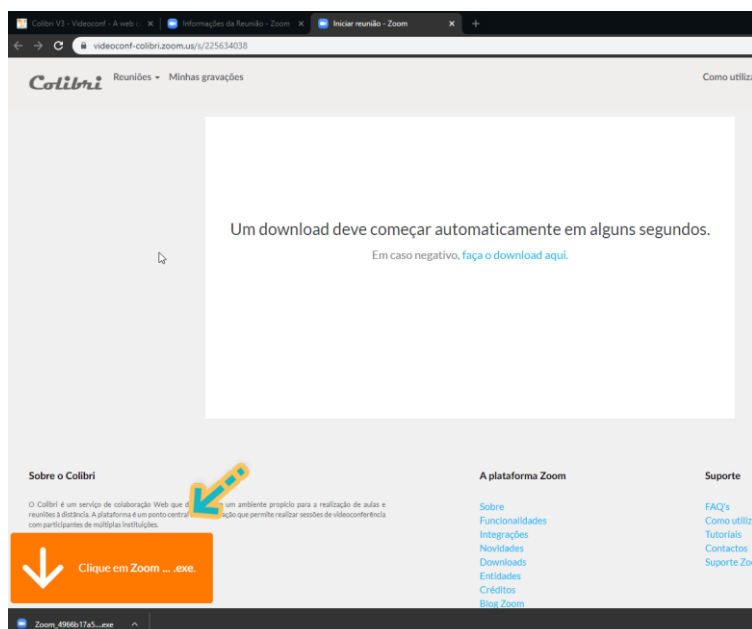 Colibri V3 - Videoconf - A web c
Informações da Reunião - Zoom
Iniciar reunião - Zoom
videoconf-colibri.zoom.us/s/225634038
Colibri
Reuniões
Minhas gravações
Como utiliza
Um download deve começar automaticamente em alguns segundos.
Em caso negativo, faça o download aqui.
Sobre o Colibri
O Colibri é um serviço de colaboração Web que d um ambiente propício para a realização de aulas e
reuniões à distância. A plataforma é um ponto central ação que permite realizar sessões de videoconferência
com participantes de múltiplas instituições.
Clique em Zoom ... .exe.
A plataforma Zoom
Sobre
Funcionalidades
Integrações
Novidades
Downloads
Entidades
Créditos
Blog Zoom
Suporte
FAQ's
Como utiliz
Tutoriais
Contactos
Suporte Zoo
Zoom_4966b17a5....exe